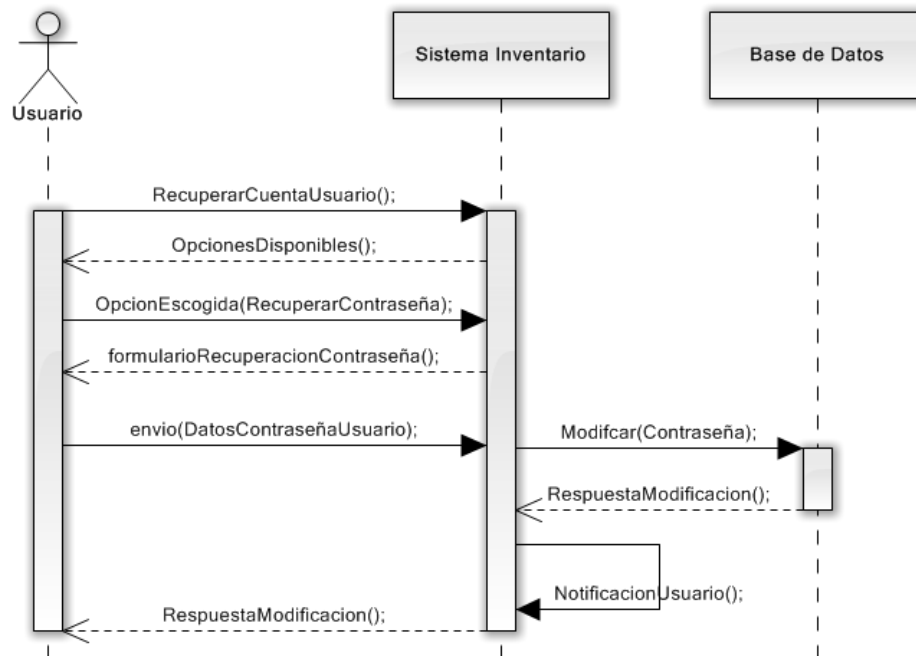 Sistema Inventario
Base de Datos
Usuario
RecuperarCuentaUsuario();
OpcionesDisponibles();
OpcionEscogida(RecuperarContraseña);
formularioRecuperacionContraseña();
envio(DatosContraseñaUsuario);
Modifcar(Contraseña);
RespuestaModificacion();
NotificacionUsuario();
RespuestaModificacion();